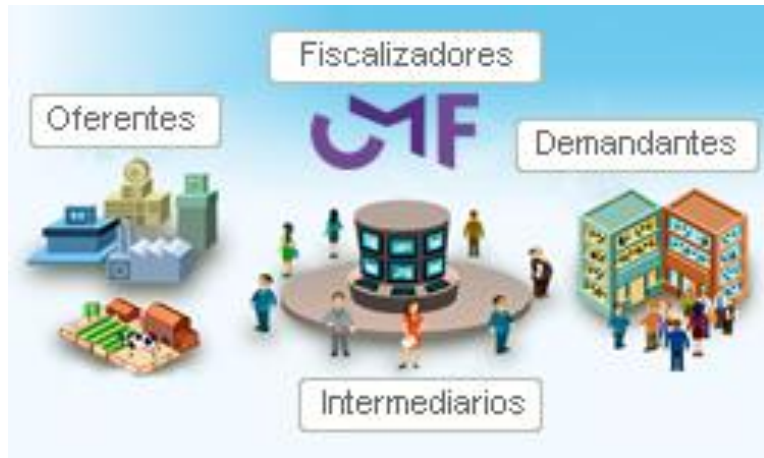 Fiscalizadores
Oferentes
CMF
Demandantes
Intermediarios